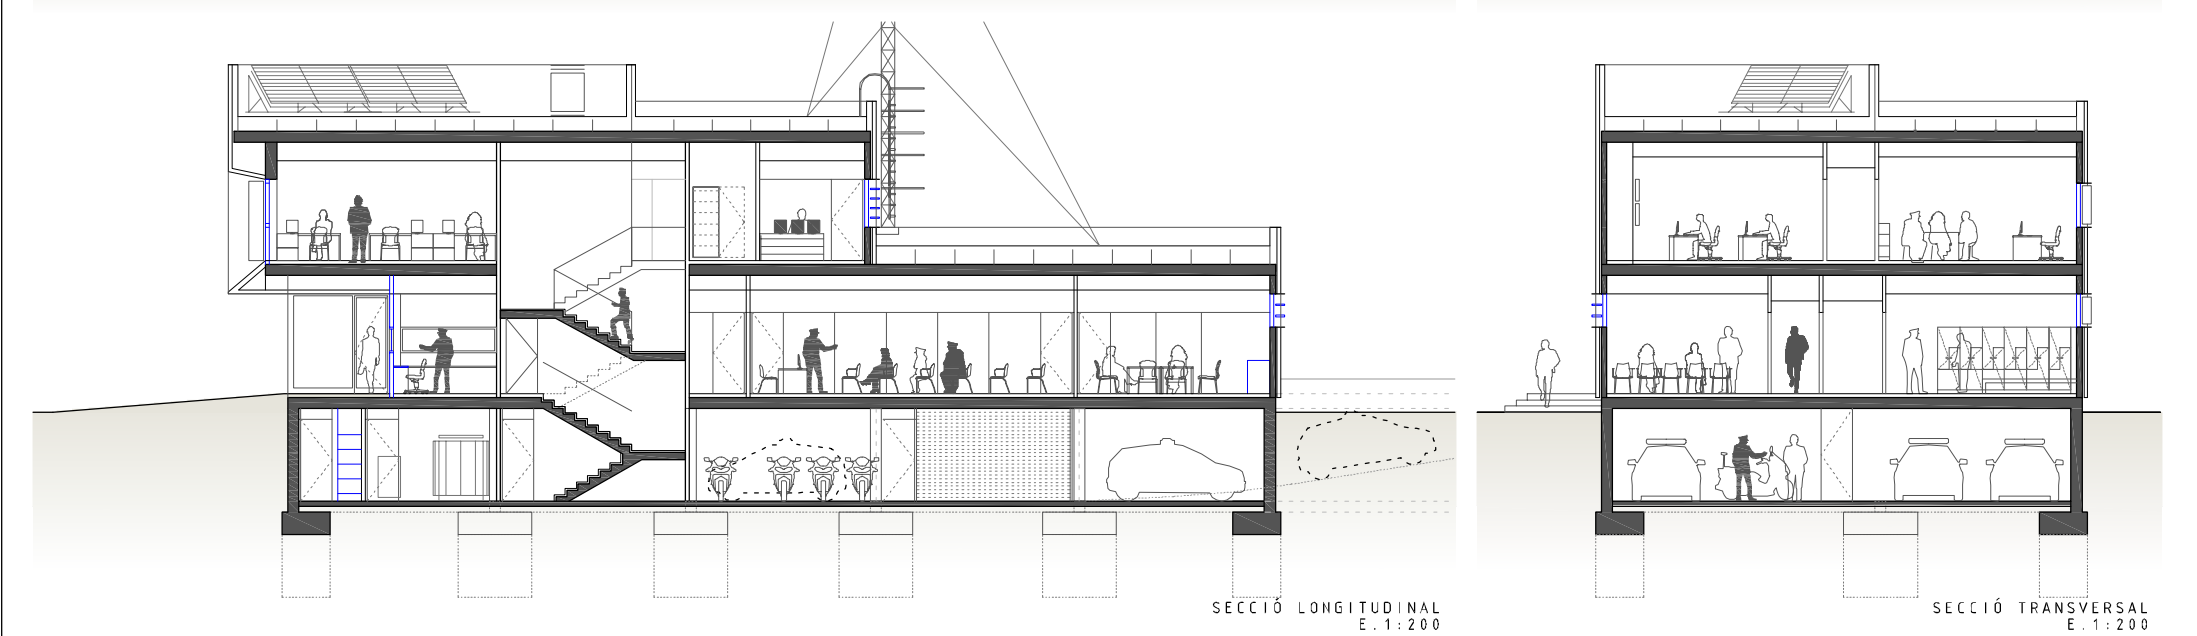 SECCIÓ LONGITUDINAL
E.1:200
SECCIÓ TRANSVERSAL
E.1:200